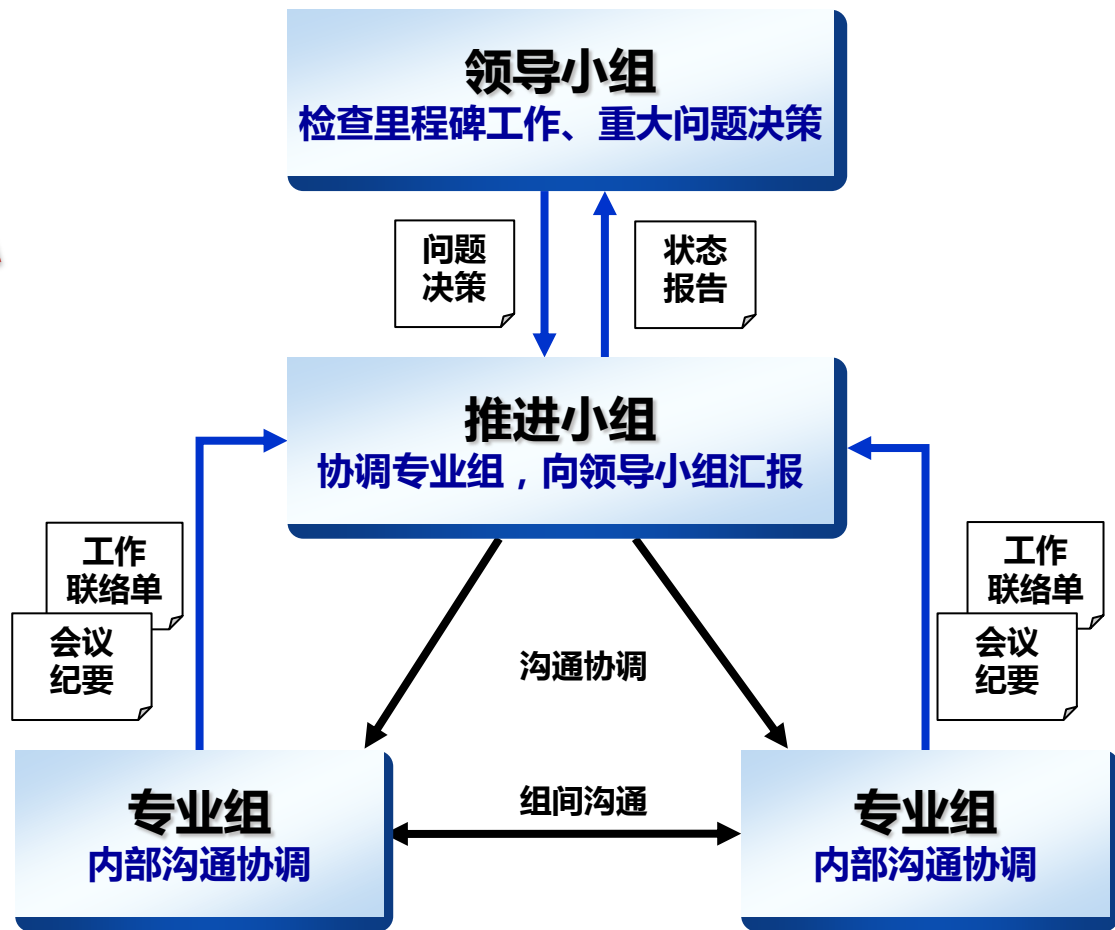 领导小组
检查里程碑工作、重大问题决策
问题
决策
状态
报告
推进小组
协调专业组，向领导小组汇报
工作
联络单
会议
纪要
工作
联络单
会议
纪要
沟通协调
组间沟通
专业组
内部沟通协调
专业组
内部沟通协调